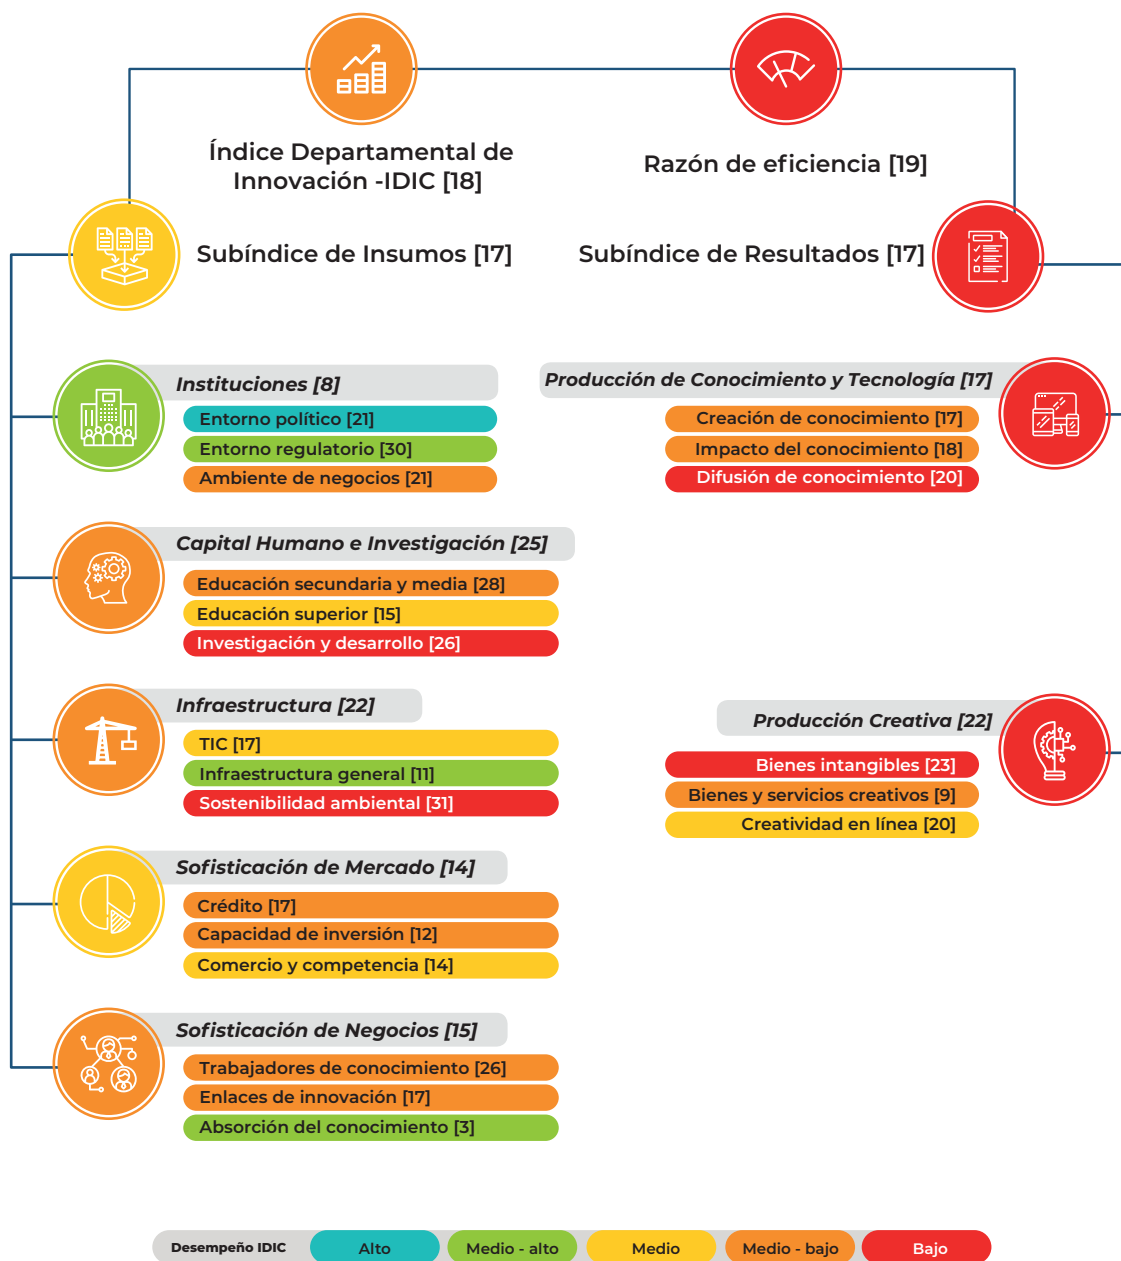 Índice Departamental de
Innovación -IDIC [18]
Razón de eficiencia [19]
Subíndice de Insumos [17]
Subíndice de Resultados [17]
Instituciones [8]
Entorno político [21]
Entorno regulatorio [30]
Ambiente de negocios [21]
Capital Humano e Investigación [25]
Educación secundaria y media [28]
Educación superior [15]
Investigación y desarrollo [26]
Infraestructura [22]
TIC [17]
Infraestructura general [11]
Sostenibilidad ambiental [31]
Sofisticación de Mercado [14]
Crédito [17]
Capacidad de inversión [12]
Comercio y competencia [14]
Sofisticación de Negocios [15]
Trabajadores de conocimiento [26]
Enlaces de innovación [17]
Absorción del conocimiento [3]
Producción de Conocimiento y Tecnología [17]
Creación de conocimiento [17]
Impacto del conocimiento [18]
Difusión de conocimiento [20]
Producción Creativa [22]
Bienes intangibles [23]
Bienes y servicios creativos [9]
Creatividad en línea [20]
Desempeño IDIC
Alto
Medio - alto
Medio
Medio - bajo
Bajo